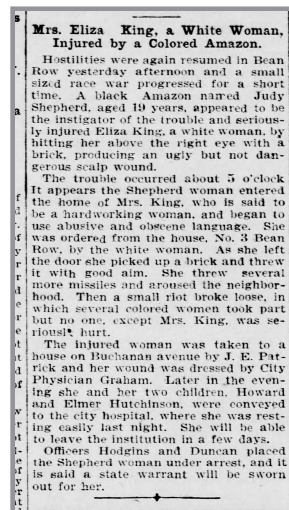 Mrs. Eliza King, a White Woman,
Injured by a Colored Amazon.
Hostilities were again resumed in Bean
Row yesterday afternoon and a small
sized race war progressed for a short
time. A black Amazon named Judy
Shepherd, aged 19 years, appeared to be
the instigator of the trouble and serious-
ly injured Eliza King, a white woman, by
hitting her above the right eye with a
brick, producing an ugly but not dan-
gerous scalp wound.
The trouble occurred about 5 o'clock
It appears the Shepherd woman entered
the home of Mrs. King, who is said to
be a hardworking woman, and began to
use abusive and obscene language. She
was ordered from the house, No. 3 Bean
Row, by the white woman. As she left
the door she picked up a brick and threw
it with good aim. She threw several
more missiles and aroused the neighbor-
hood. Then a small riot broke loose, in
which several colored women took part
but no one, except Mrs. King, was se-
riously hurt.
The injured woman was taken to a
house on Buchanan avenue by J. E. Pat-
rick and her wound was dressed by City
Physician Graham. Later in the even-
ing she and her two children, Howard
and Elmer Hutchinson, were conveyed
to the city hospital, where she was rest-
ing easily last night. She will be able
to leave the institution in a few days.
Officers Hodgins and Duncan placed
the Shepherd woman under arrest, and it
is said a state warrant will be sworn
out for her.